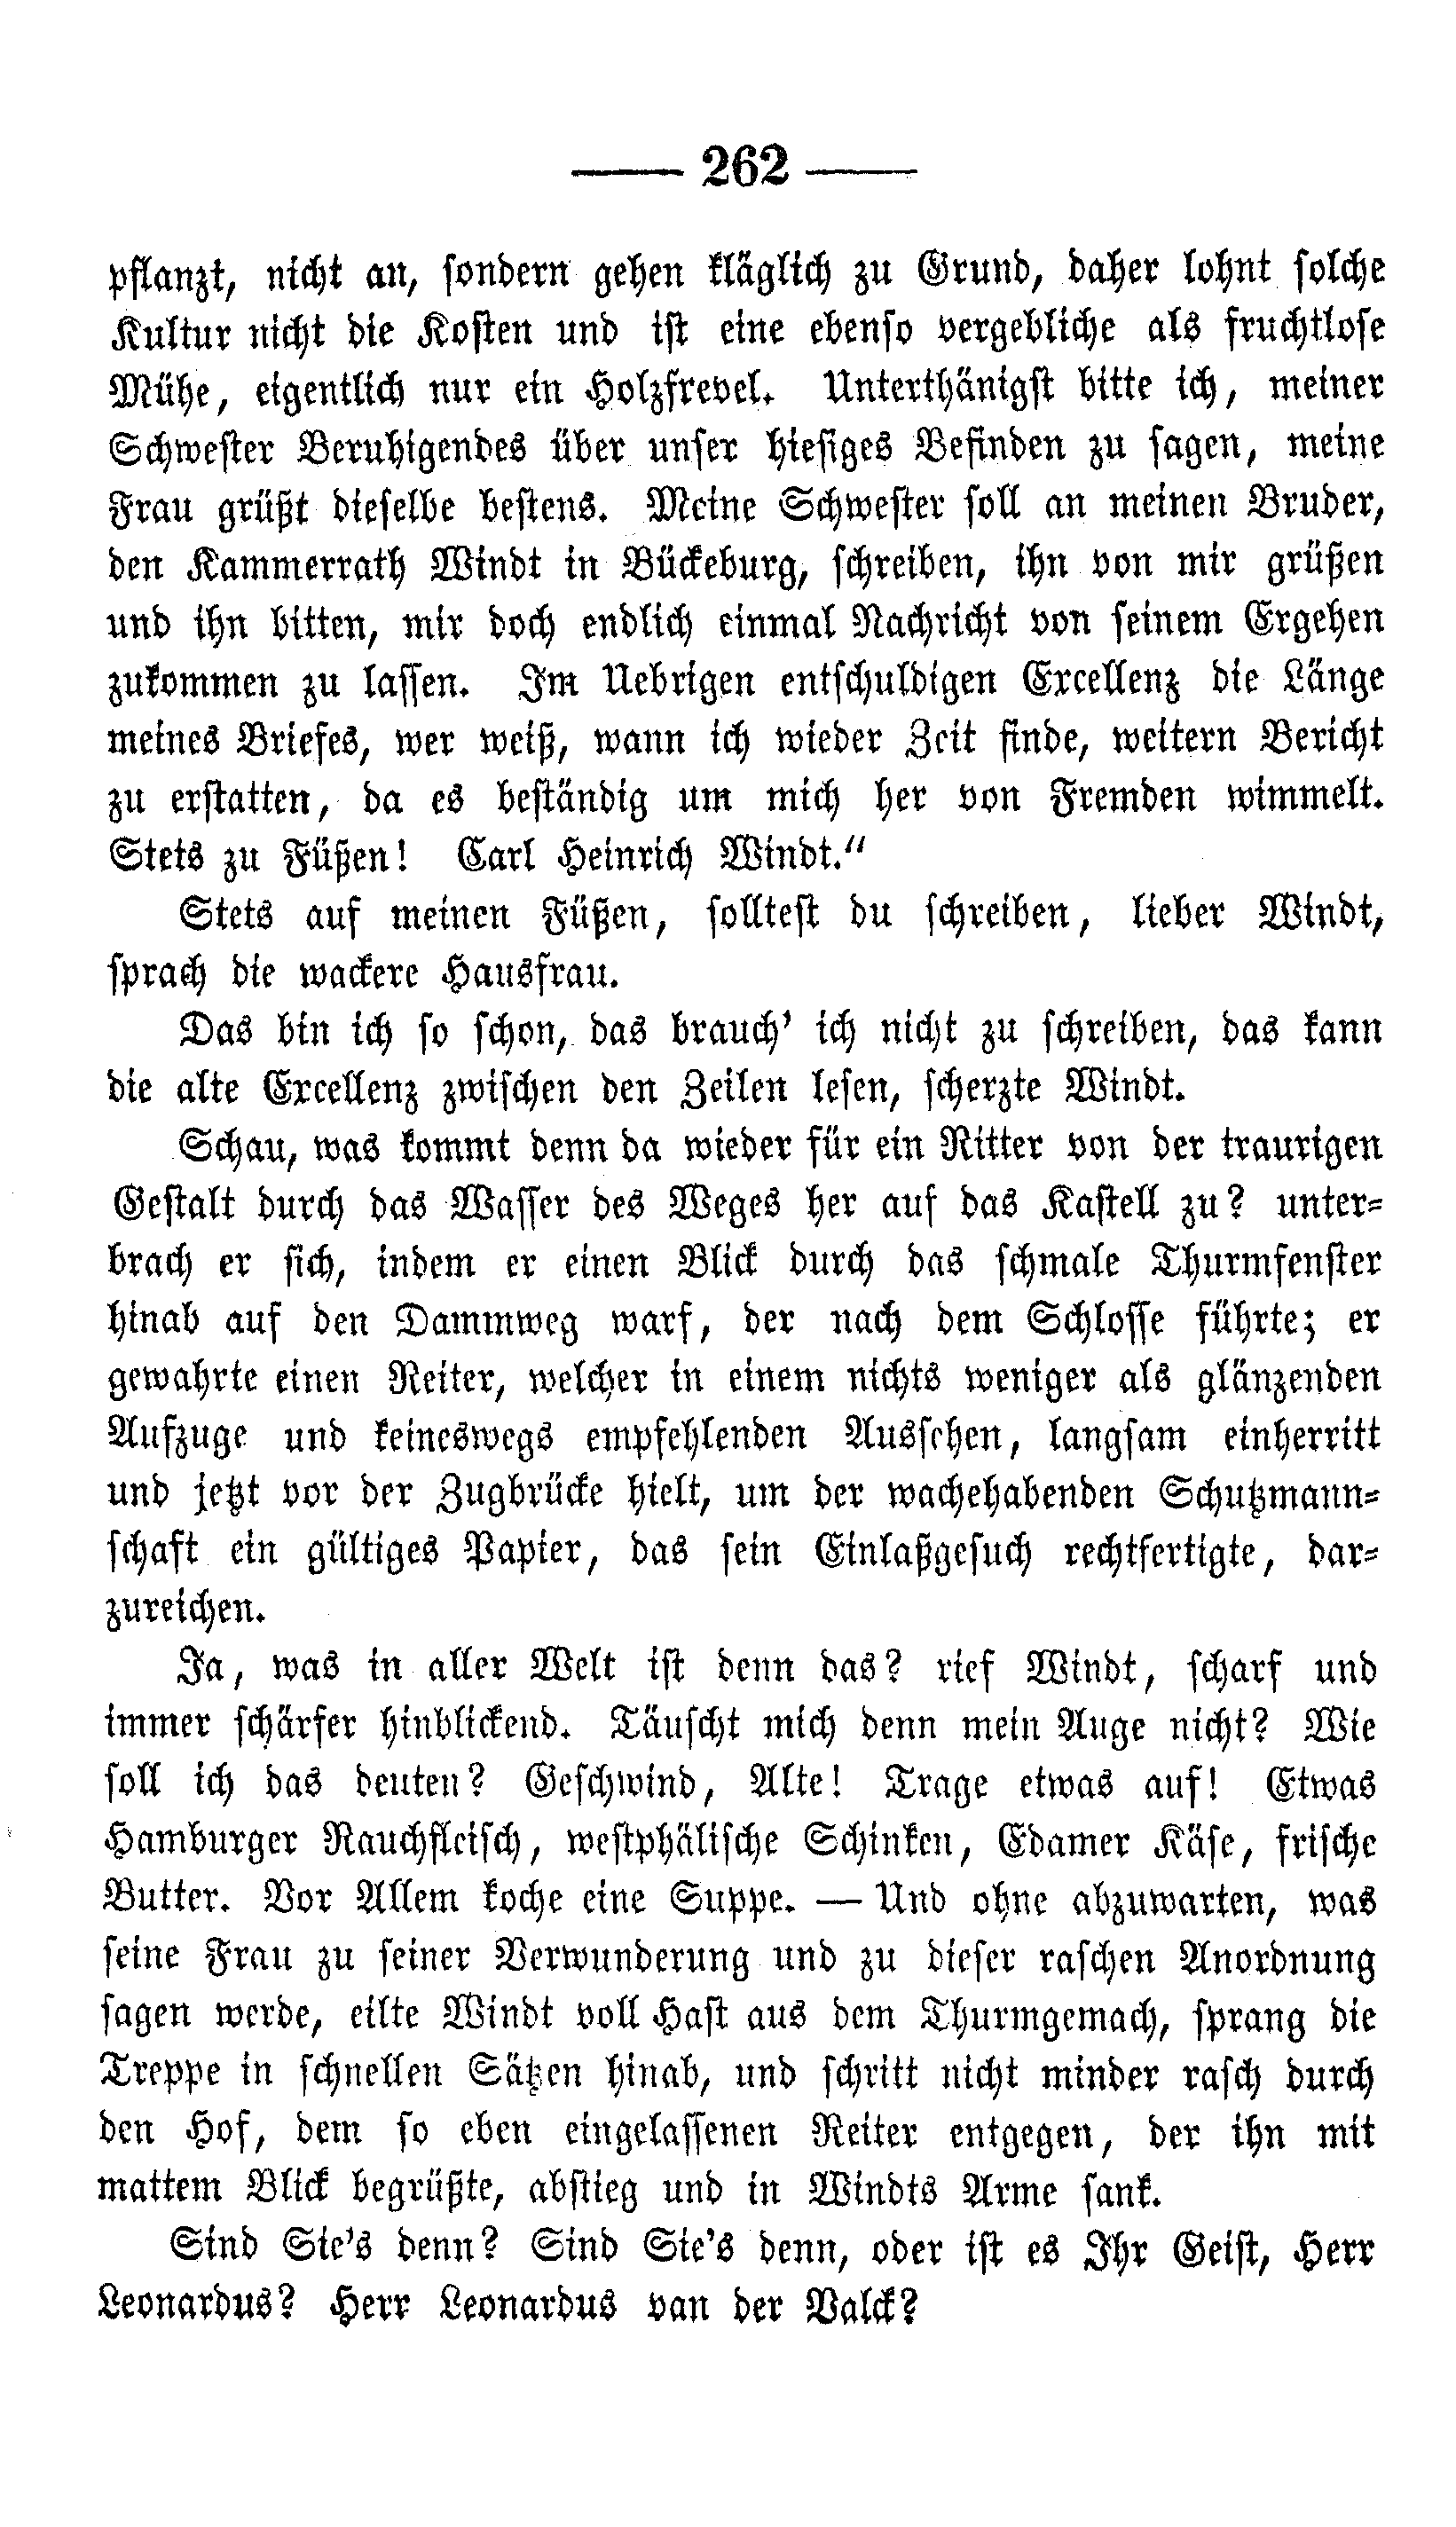 — 262 —
pflanzt, nicht an, sondern gehen kläglich zu Grund, daher lohnt solche
Kultur nicht die Kosten und ist eine ebenso vergebliche als fruchtlose
Mühe, eigentlich nur ein Holzfrevel. Unterthänigst bitte ich, meiner
Schwester Beruhigendes über unser hiesiges Befinden zu sagen, meine
Frau grüßt dieselbe bestens. Meine Schwester soll an meinen Bruder,
den Kammerrath Windt in Bückeburg, schreiben, ihn von mir grüßen
und ihn bitten, mir doch endlich einmal Nachricht von seinem Ergehen
zukommen zu lassen. Im Uebrigen entschuldigen Excellenz die Länge
meines Briefes, wer weiß, wann ich wieder Zeit finde, weitern Bericht
zu erstatten, da es beständig um mich her von Fremden wimmelt.
Stets zu Füßen! Carl Heinrich Windt.“
Stets auf meinen Füßen, solltest du schreiben, lieber Windt,
sprach die wackere Hausfrau.
Das bin ich so schon, das brauch’ ich nicht zu schreiben, das kann
die alte Excellenz zwischen den Zeilen lesen, scherzte Windt.
Schau, was kommt denn da wieder für ein Ritter von der traurigen
Gestalt durch das Wasser des Weges her auf das Kastell zu? unter-
brach er sich, indem er einen Blick durch das schmale Thurmfenster
hinab auf den Dammweg warf, der nach dem Schlosse führte; er
gewahrte einen Reiter, welcher in einem nichts weniger als glänzenden
Aufzuge und keineswegs empfehlenden Aussehen, langsam einherritt
und jetzt vor der Zugbrücke hielt, um der wachehabenden Schutzmann-
schaft ein gültiges Papier, das sein Einlaßgesuch rechtfertigte, dar-
zureichen.
Ja, was in aller Welt ist denn das? rief Windt, scharf und
immer schärfer hinblickend. Täuscht mich denn mein Auge nicht? Wie
soll ich das deuten? Geschwind, Alte! Trage etwas auf! Etwas
Hamburger Rauchfleisch, westphälische Schinken, Edamer Käse, frische
Butter. Vor Allem koche eine Suppe. — Und ohne abzuwarten, was
seine Frau zu seiner Verwunderung und zu dieser raschen Anordnung
sagen werde, eilte Windt voll Hast aus dem Thurmgemach, sprang die
Treppe in schnellen Sätzen hinab, und schritt nicht minder rasch durch
den Hof, dem so eben eingelassenen Reiter entgegen, der ihn mit
mattem Blick begrüßte, abstieg und in Windts Arme sank.
Sind Sie’s denn? Sind Sie’s denn, oder ist es Ihr Geist, Herr
Leonardus? Herr Leonardus van der Valck?